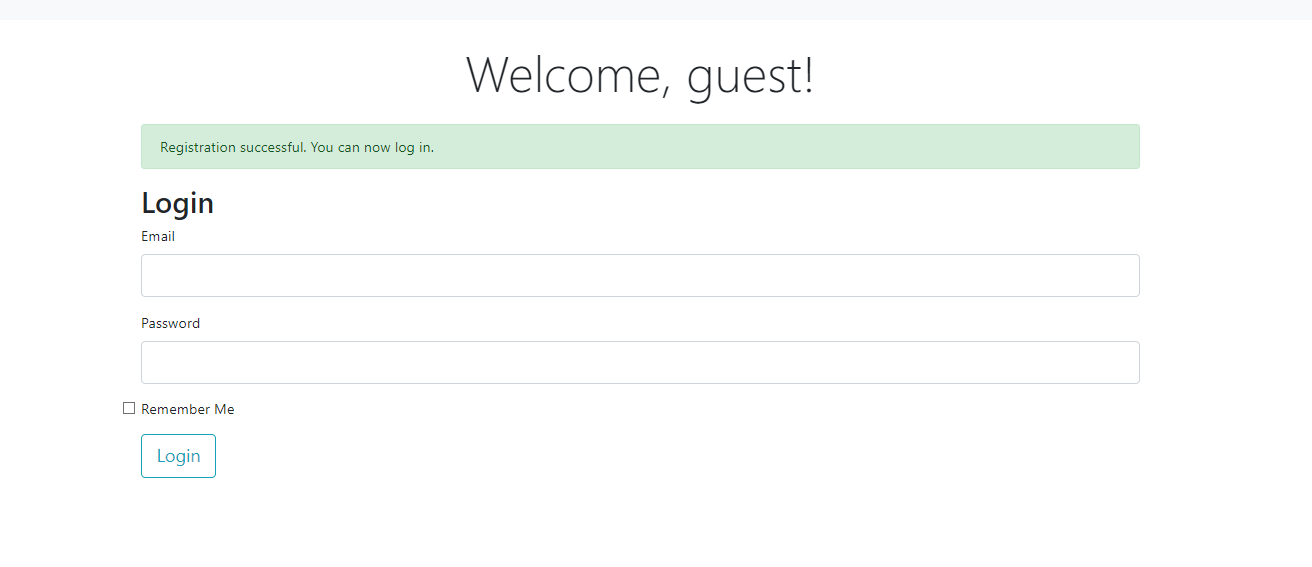 Welcome, guest!
Registration successful. You can now log in.
Login
Email
Password
Remember Me
Login